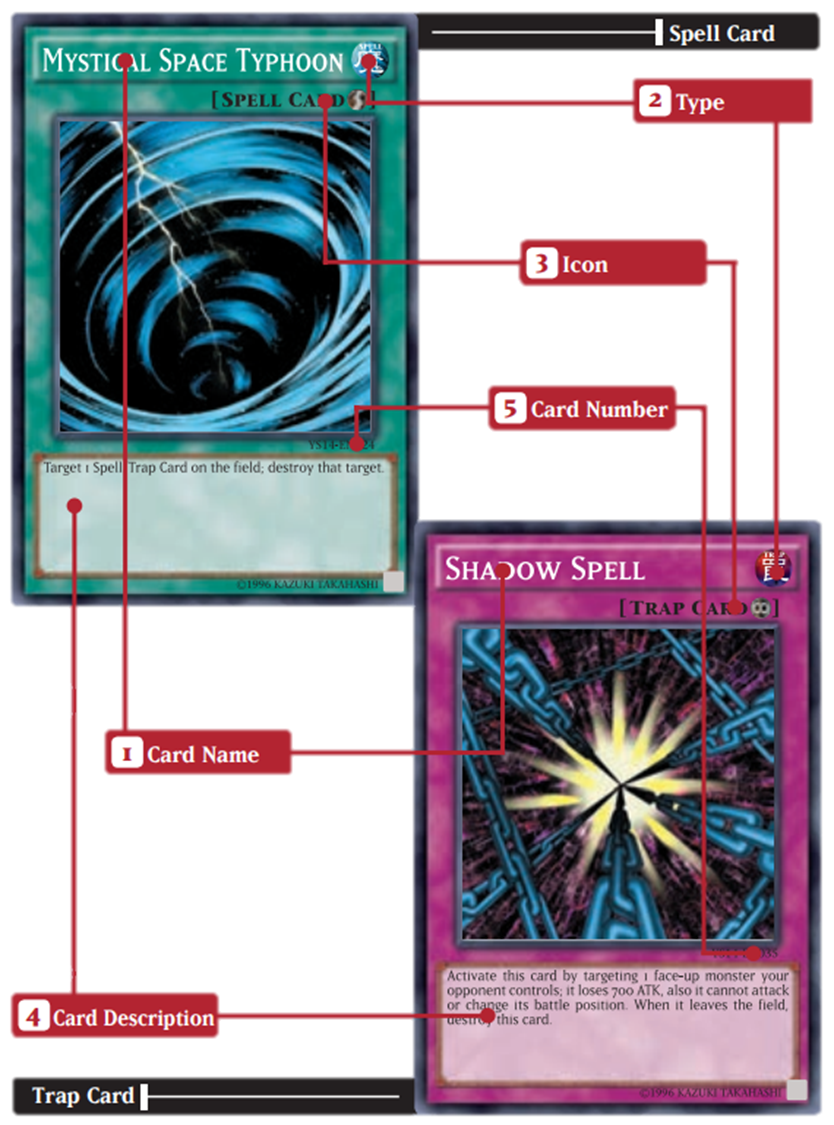 Spell Card
MYSTICAL SPACE TYPHOON
SPELL
2 Type
[SPELL CARD]
3 Icon
5 Card Number
Target 1 Spell/Trap Card on the field; destroy that target.
©1996 KAZUKI TAKAHASHI
SHADOW SPELL
TRAP
[TRAP CARD]
1 Card Name
Activate this card by targeting 1 face-up monster your
opponent controls; it loses 700 ATK, also it cannot attack
or change its battle position. When it leaves the field,
destroy this card.
4 Card Description
©1996 KAZUKI TAKAHASHI
Trap Card